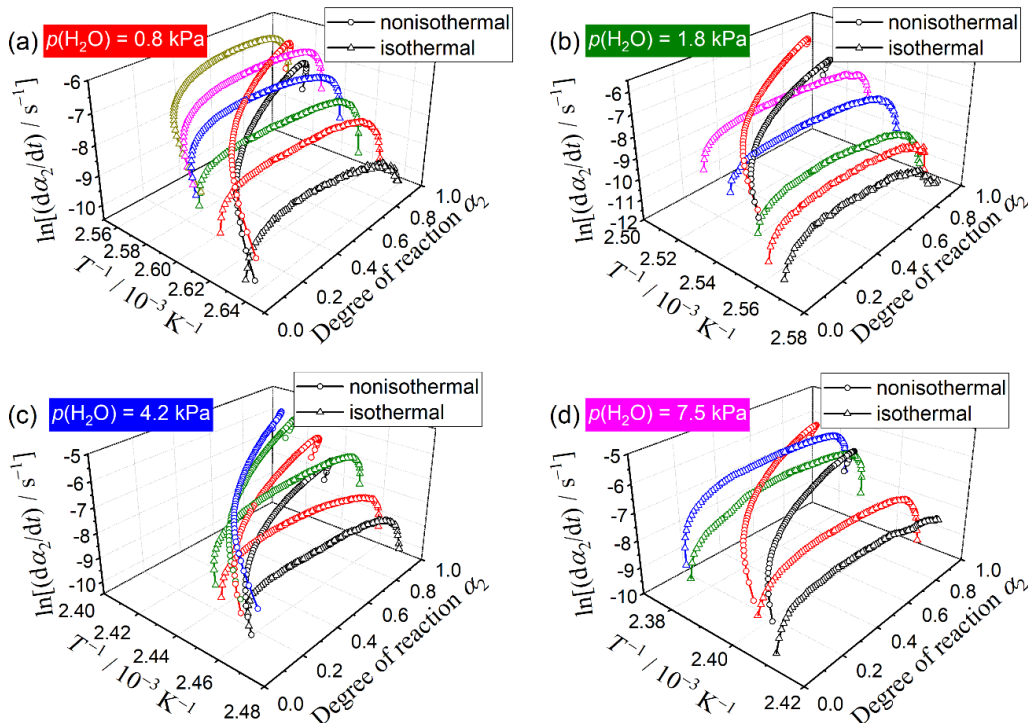 (a)
p(H₂O) = 0.8 kPa
nonisothermal
isothermal
ln[(dα₂/dt) / s⁻¹]
-6
-7
-8
-9
-10
2.56
2.58
2.60
2.62
2.64
T⁻¹ / 10⁻³ K⁻¹
0.0
0.2
0.4
0.6
0.8
1.0
Degree of reaction α₂
(b)
p(H₂O) = 1.8 kPa
nonisothermal
isothermal
ln[(dα₂/dt) / s⁻¹]
-6
-7
-8
-9
-10
-11
-12
2.50
2.52
2.54
2.56
2.58
T⁻¹ / 10⁻³ K⁻¹
0.0
0.2
0.4
0.6
0.8
1.0
Degree of reaction α₂
(c)
p(H₂O) = 4.2 kPa
nonisothermal
isothermal
ln[(dα₂/dt) / s⁻¹]
-5
-6
-7
-8
-9
-10
2.40
2.42
2.44
2.46
2.48
T⁻¹ / 10⁻³ K⁻¹
0.0
0.2
0.4
0.6
0.8
1.0
Degree of reaction α₂
(d)
p(H₂O) = 7.5 kPa
nonisothermal
isothermal
ln[(dα₂/dt) / s⁻¹]
-5
-6
-7
-8
-9
-10
2.38
2.40
2.42
T⁻¹ / 10⁻³ K⁻¹
0.0
0.2
0.4
0.6
0.8
1.0
Degree of reaction α₂